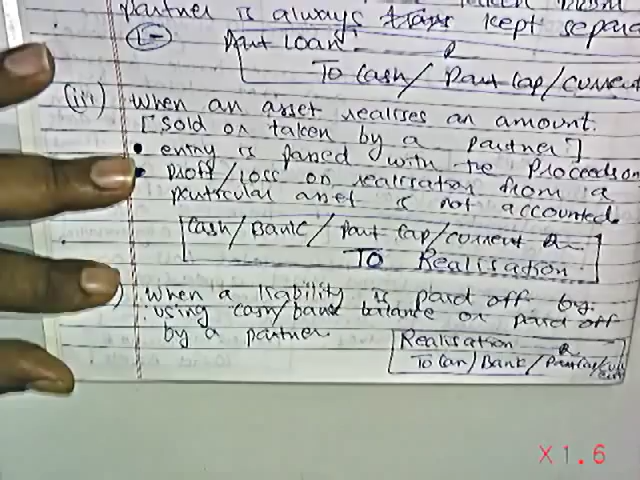 partner is always kept separ
L- Part Loan
To Cash/ Part Cap/current
(iii) when an asset realises an amount.
[Sold or taken by a partner]
• entry is passed with the proceeds on
• profit/loss on realisation from a
particular asset is not accounted.
Cash/Bank/Part Cap/current
To Realisation
) when a liability is paid off by
using cash/bank balance or paid off
by a partner
Realisation
To Cash/Bank/
X1.6